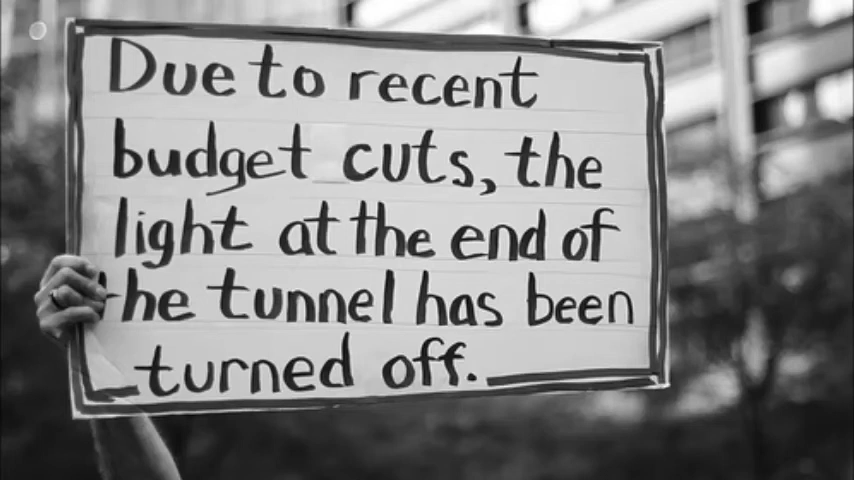 Due to recent
budget cuts, the
light at the end of
the tunnel has been
turned off.